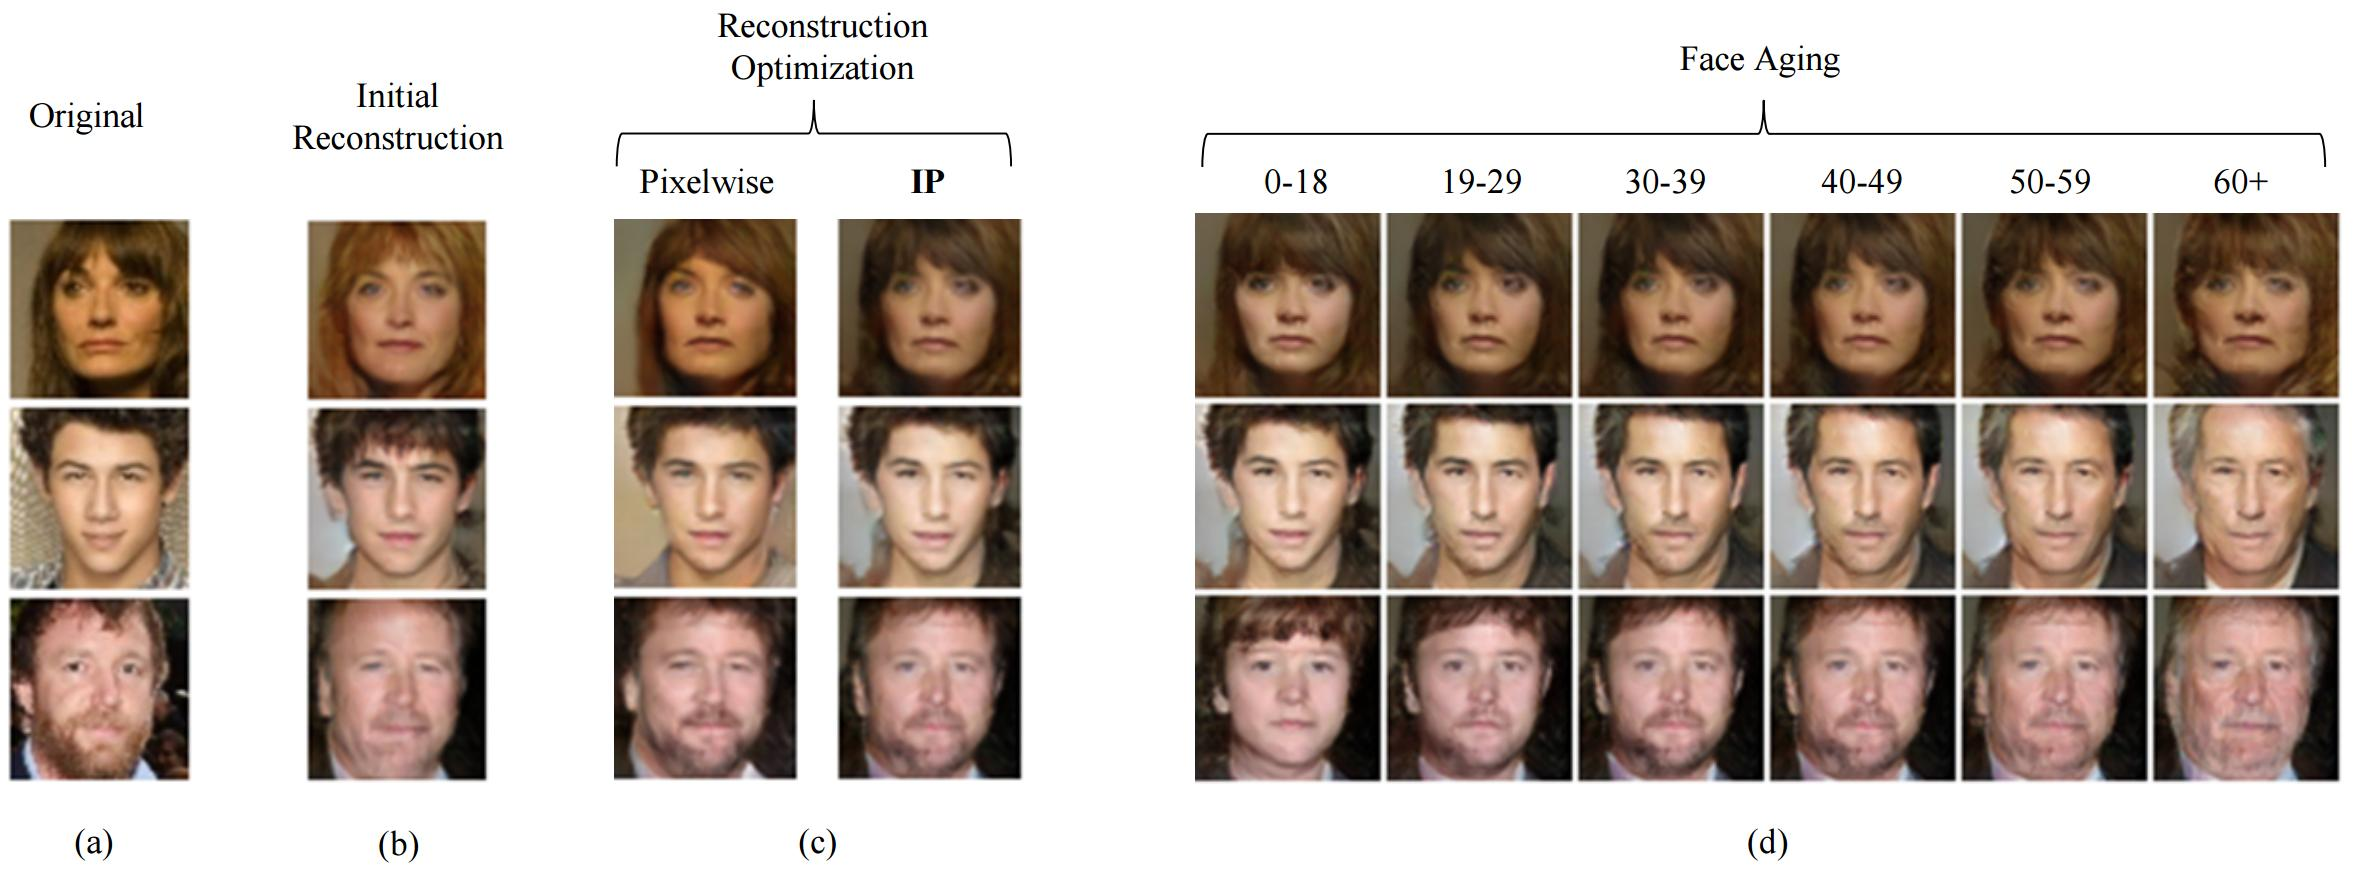 Original
Initial
Reconstruction
Reconstruction
Optimization
Pixelwise IP
Face Aging
0-18 19-29 30-39 40-49 50-59 60+
(a) (b) (c) (d)